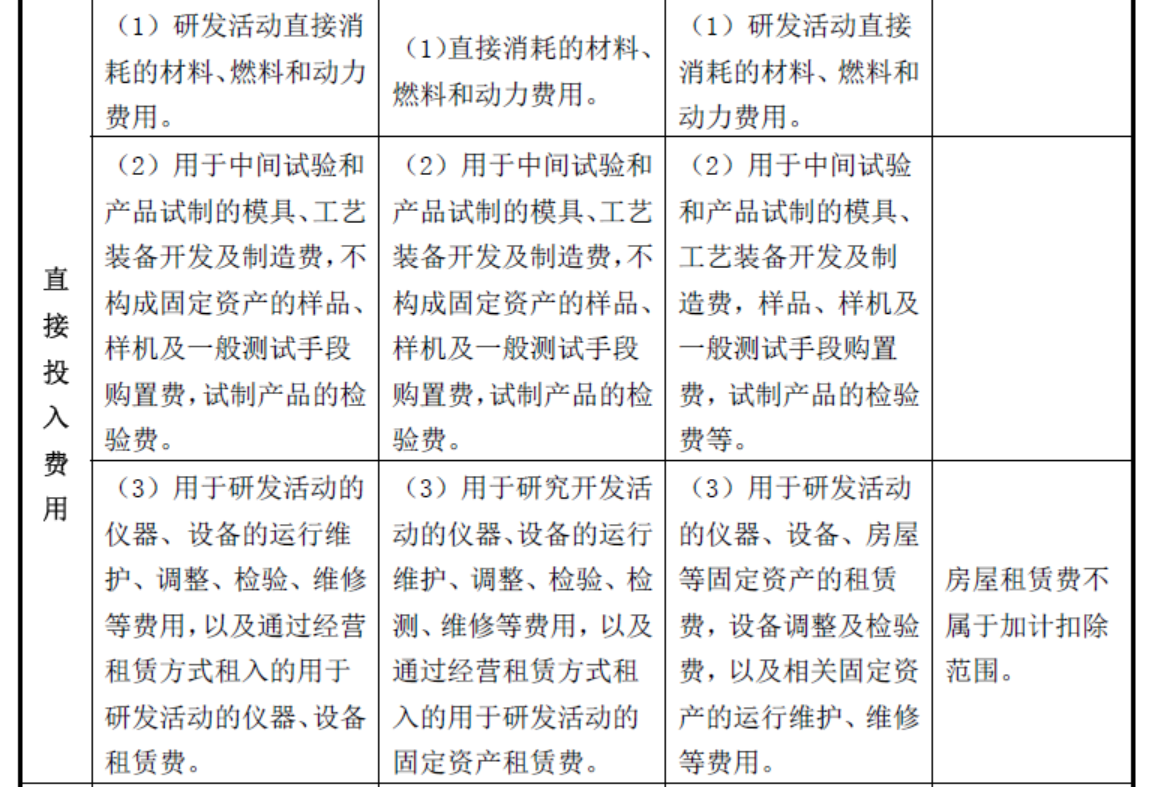 直
接
投
入
费
用
（1）研发活动直接消
耗的材料、燃料和动力
费用。
（1）直接消耗的材料、
燃料和动力费用。
（1）研发活动直接
消耗的材料、燃料和
动力费用。
（2）用于中间试验和
产品试制的模具、工艺
装备开发及制造费，不
构成固定资产的样品、
样机及一般测试手段
购置费，试制产品的检
验费。
（2）用于中间试验和
产品试制的模具、工艺
装备开发及制造费，不
构成固定资产的样品、
样机及一般测试手段
购置费，试制产品的检
验费。
（2）用于中间试验
和产品试制的模具、
工艺装备开发及制
造费，样品、样机及
一般测试手段购置
费，试制产品的检验
费等。
（3）用于研发活动的
仪器、设备的运行维
护、调整、检验、维修
等费用，以及通过经营
租赁方式租入的用于
研发活动的仪器、设备
租赁费。
（3）用于研究开发活
动的仪器、设备的运行
维护、调整、检验、检
测、维修等费用，以及
通过经营租赁方式租
入的用于研发活动的
固定资产租赁费。
（3）用于研发活动
的仪器、设备、房屋
等固定资产的租赁
费，设备调整及检验
费，以及相关固定资
产的运行维护、维修
等费用。
房屋租赁费不
属于加计扣除
范围。